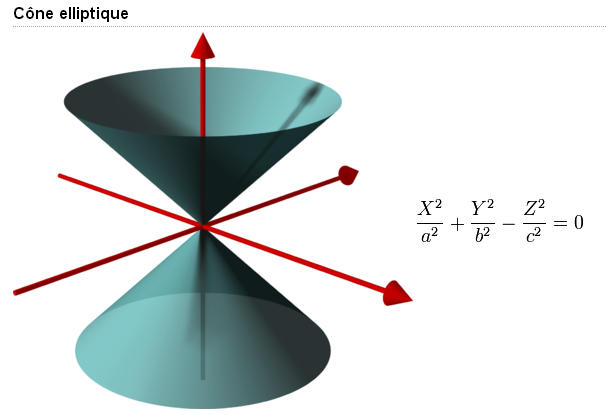 Cône elliptique
X²/a² + Y²/b² − Z²/c² = 0